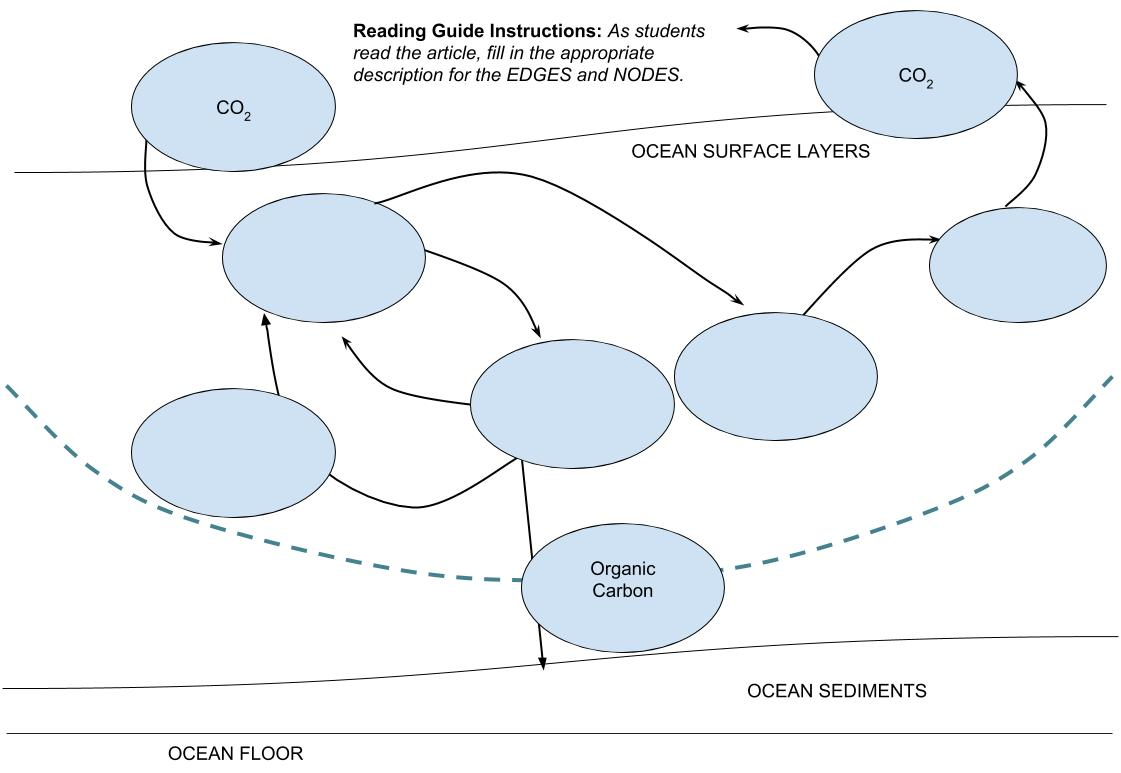 Reading Guide Instructions: As students
read the article, fill in the appropriate
description for the EDGES and NODES.
CO₂
CO₂
OCEAN SURFACE LAYERS
Organic
Carbon
OCEAN SEDIMENTS
OCEAN FLOOR